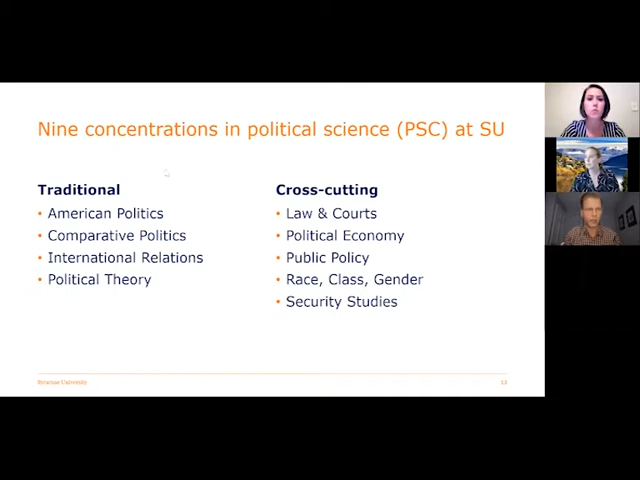 Nine concentrations in political science (PSC) at SU
Traditional
• American Politics
• Comparative Politics
• International Relations
• Political Theory
Cross-cutting
• Law & Courts
• Political Economy
• Public Policy
• Race, Class, Gender
• Security Studies
Syracuse University
13